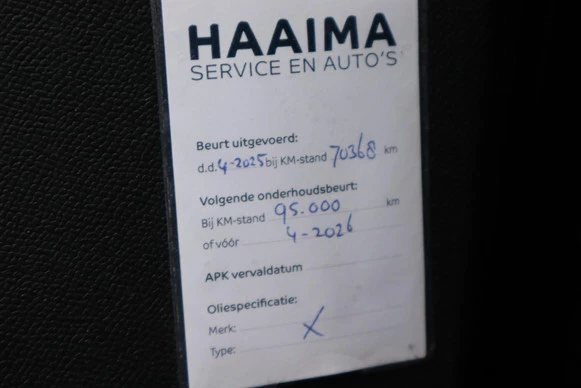 HAAIMA
SERVICE EN AUTO'S
Beurt uitgevoerd:
d.d. 4-2025 bij KM-stand 70368 km
Volgende onderhoudsbeurt:
Bij KM-stand 95.000 km
of vóór 4-2026
APK vervaldatum
Oliespecificatie:
Merk: X
Type: